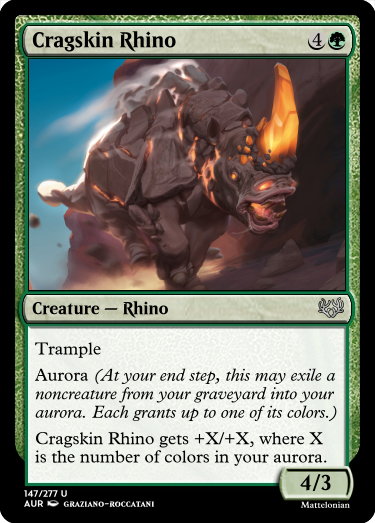 Cragskin Rhino 4
Creature — Rhino
Trample
Aurora (At your end step, this may exile a
noncreature from your graveyard into your
aurora. Each grants up to one of its colors.)
Cragskin Rhino gets +X/+X, where X
is the number of colors in your aurora.
4/3
147/277 U
AUR GRAZIANO-ROCCATANI
Mattelonian